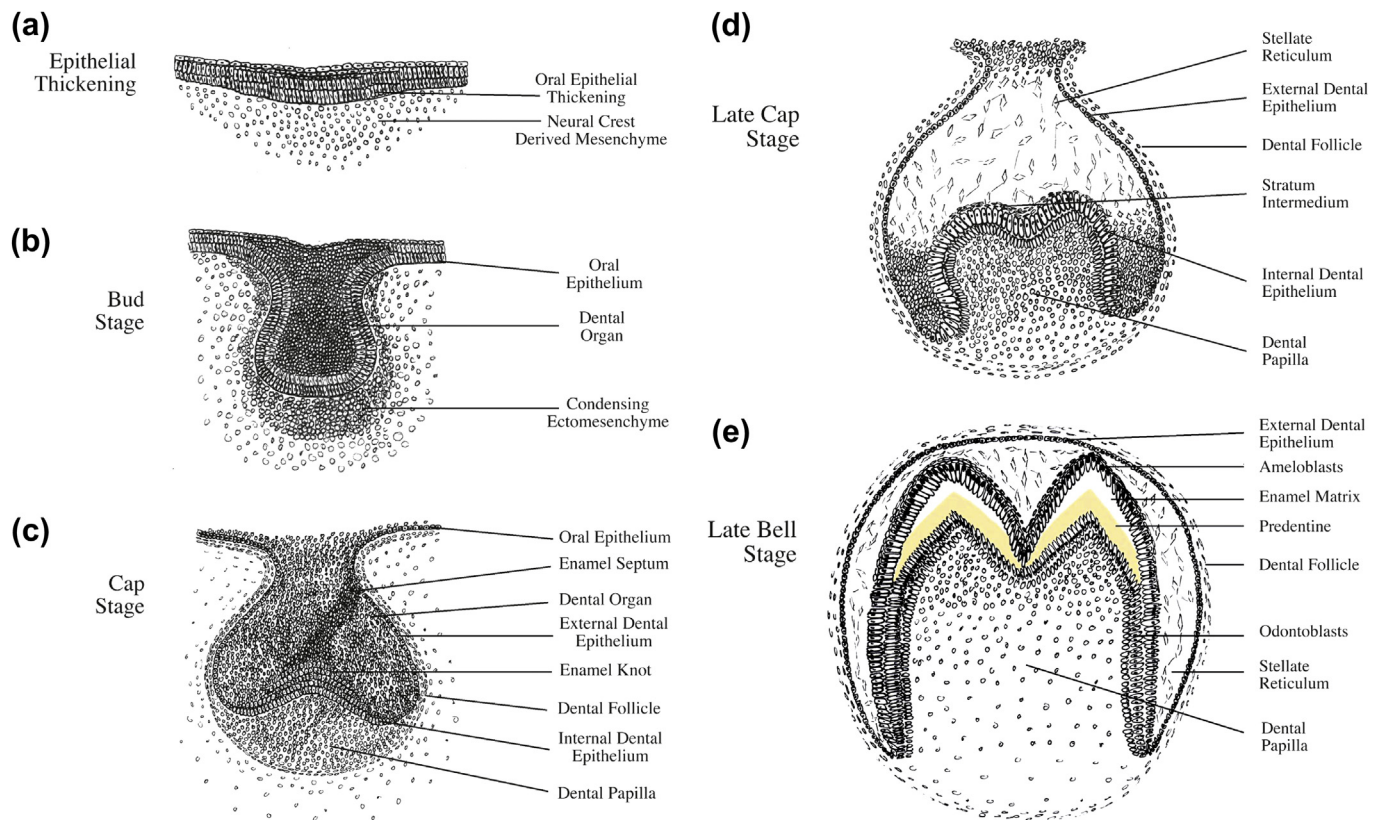 (a)
Epithelial
Thickening
Oral Epithelial
Thickening
Neural Crest
Derived Mesenchyme
(b)
Bud
Stage
Oral
Epithelium
Dental
Organ
Condensing
Ectomesenchyme
(c)
Cap
Stage
Oral Epithelium
Enamel Septum
Dental Organ
External Dental
Epithelium
Enamel Knot
Dental Follicle
Internal Dental
Epithelium
Dental Papilla
(d)
Late Cap
Stage
Stellate
Reticulum
External Dental
Epithelium
Dental Follicle
Stratum
Intermedium
Internal Dental
Epithelium
Dental
Papilla
(e)
Late Bell
Stage
External Dental
Epithelium
Ameloblasts
Enamel Matrix
Predentine
Dental Follicle
Odontoblasts
Stellate
Reticulum
Dental
Papilla